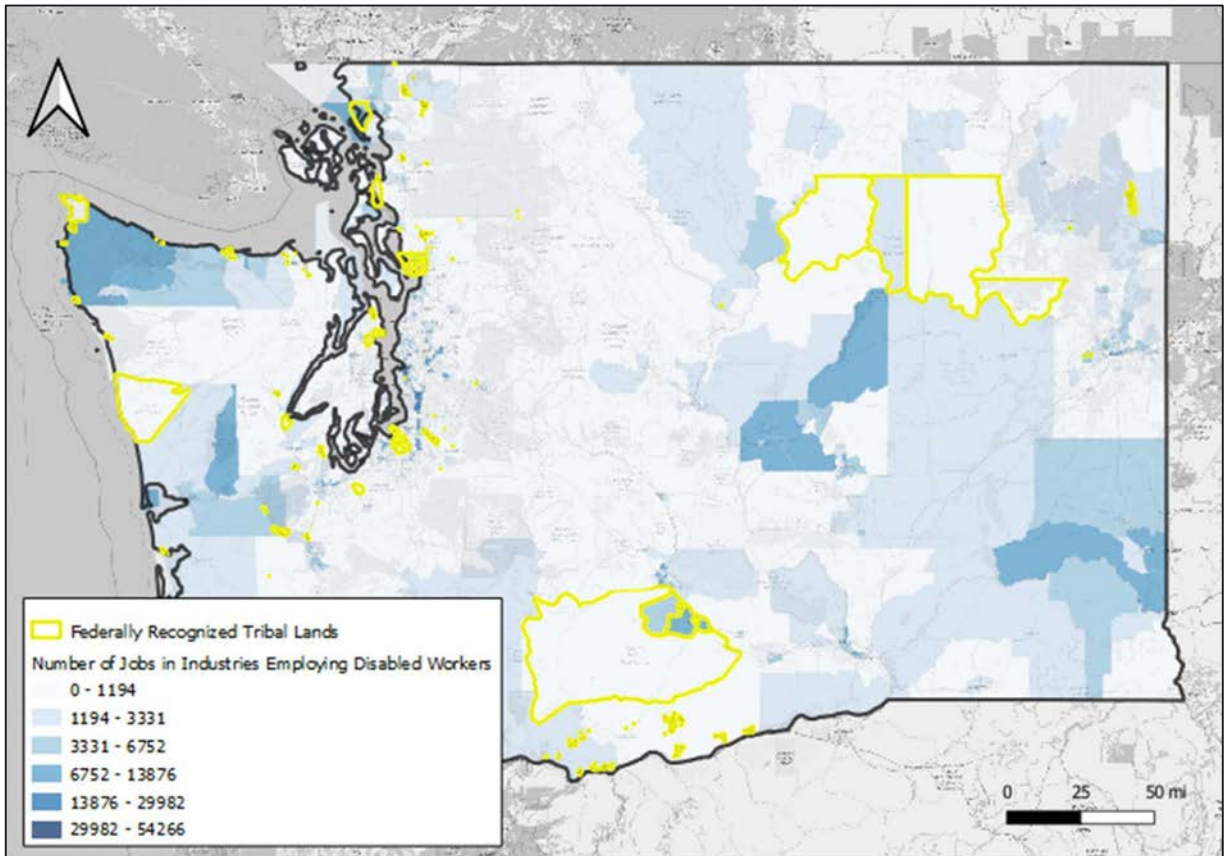 Federally Recognized Tribal Lands
Number of Jobs in Industries Employing Disabled Workers
0 - 1194
1194 - 3331
3331 - 6752
6752 - 13876
13876 - 29982
29982 - 54266
0 25 50 mi